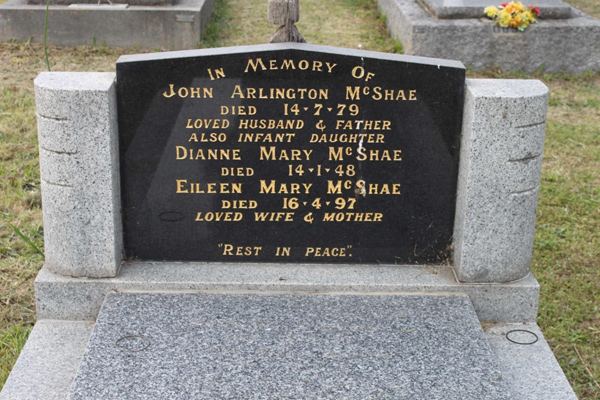 In Memory Of
John Arlington McShae
died 14·7·79
loved husband & father
also infant daughter
Dianne Mary McShae
died 14·1·48
Eileen Mary McShae
died 16·4·97
loved wife & mother
"Rest in peace".